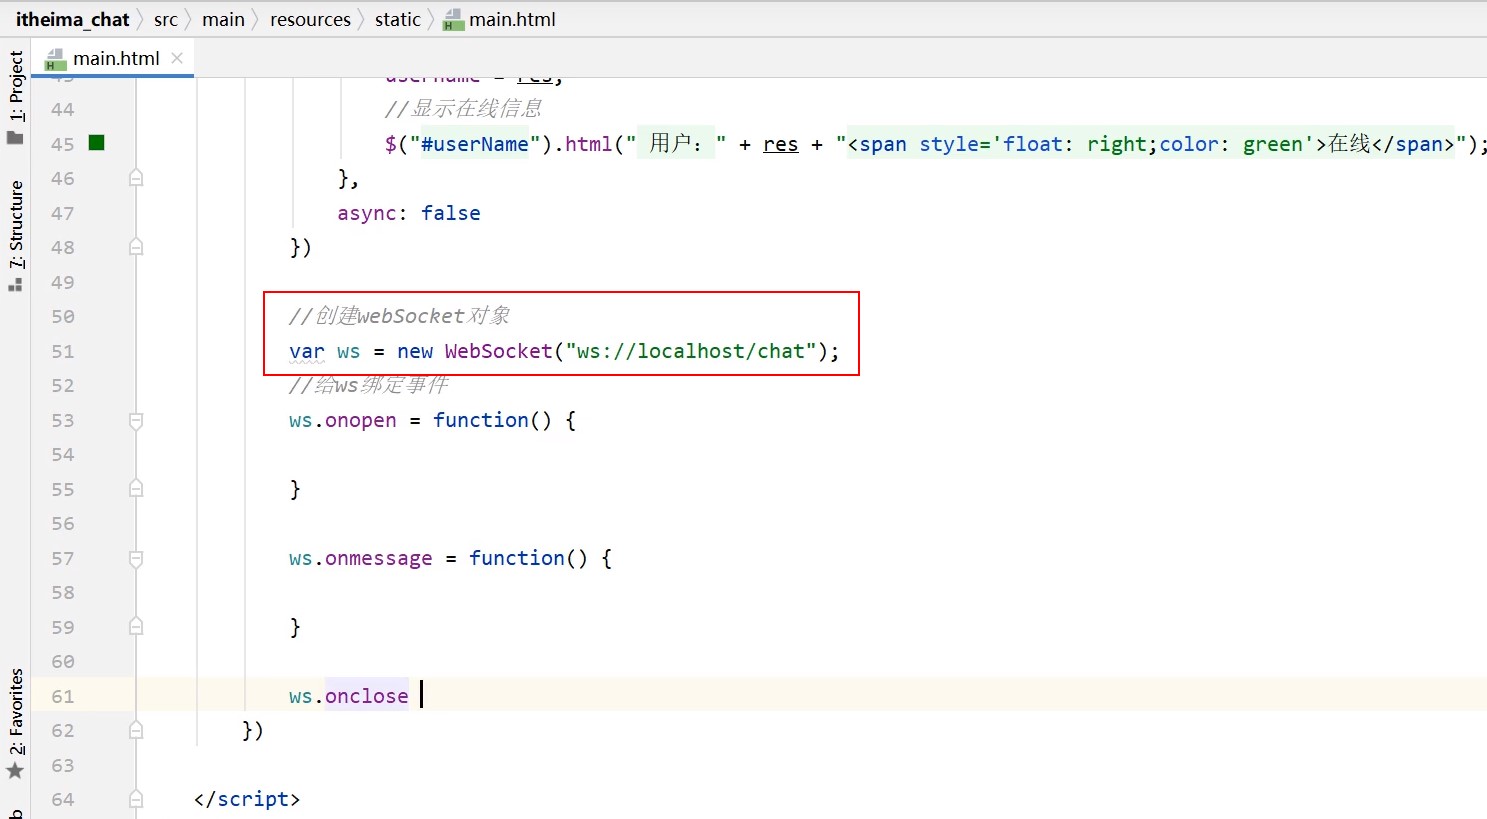 itheima_chat src main resources static main.html
main.html
1: Project
7: Structure
2: Favorites
username = res;
44 //显示在线信息
45 $("#userName").html(" 用户：" + res + "<span style='float: right;color: green'>在线</span>");
46 },
47 async: false
48 })
49
50 //创建webSocket对象
51 var ws = new WebSocket("ws://localhost/chat");
52 //给ws绑定事件
53 ws.onopen = function() {
54
55 }
56
57 ws.onmessage = function() {
58
59 }
60
61 ws.onclose
62 })
63
64 </script>